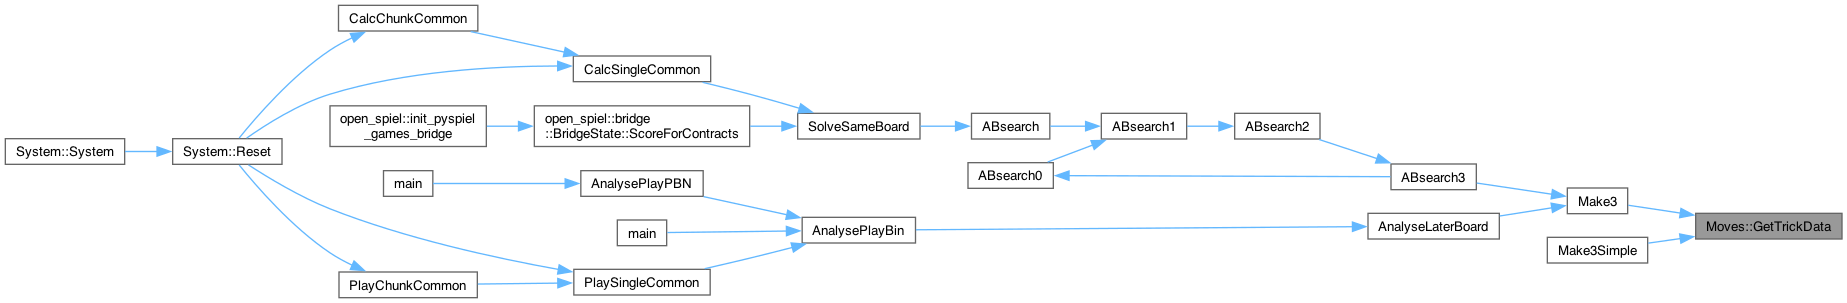 CalcChunkCommon
CalcSingleCommon
open_spiel::init_pyspiel
_games_bridge
open_spiel::bridge
::BridgeState::ScoreForContracts
SolveSameBoard
ABsearch
ABsearch1
ABsearch2
System::System
System::Reset
main
AnalysePlayPBN
ABsearch0
ABsearch3
Make3
main
AnalysePlayBin
AnalyseLaterBoard
Moves::GetTrickData
Make3Simple
PlayChunkCommon
PlaySingleCommon